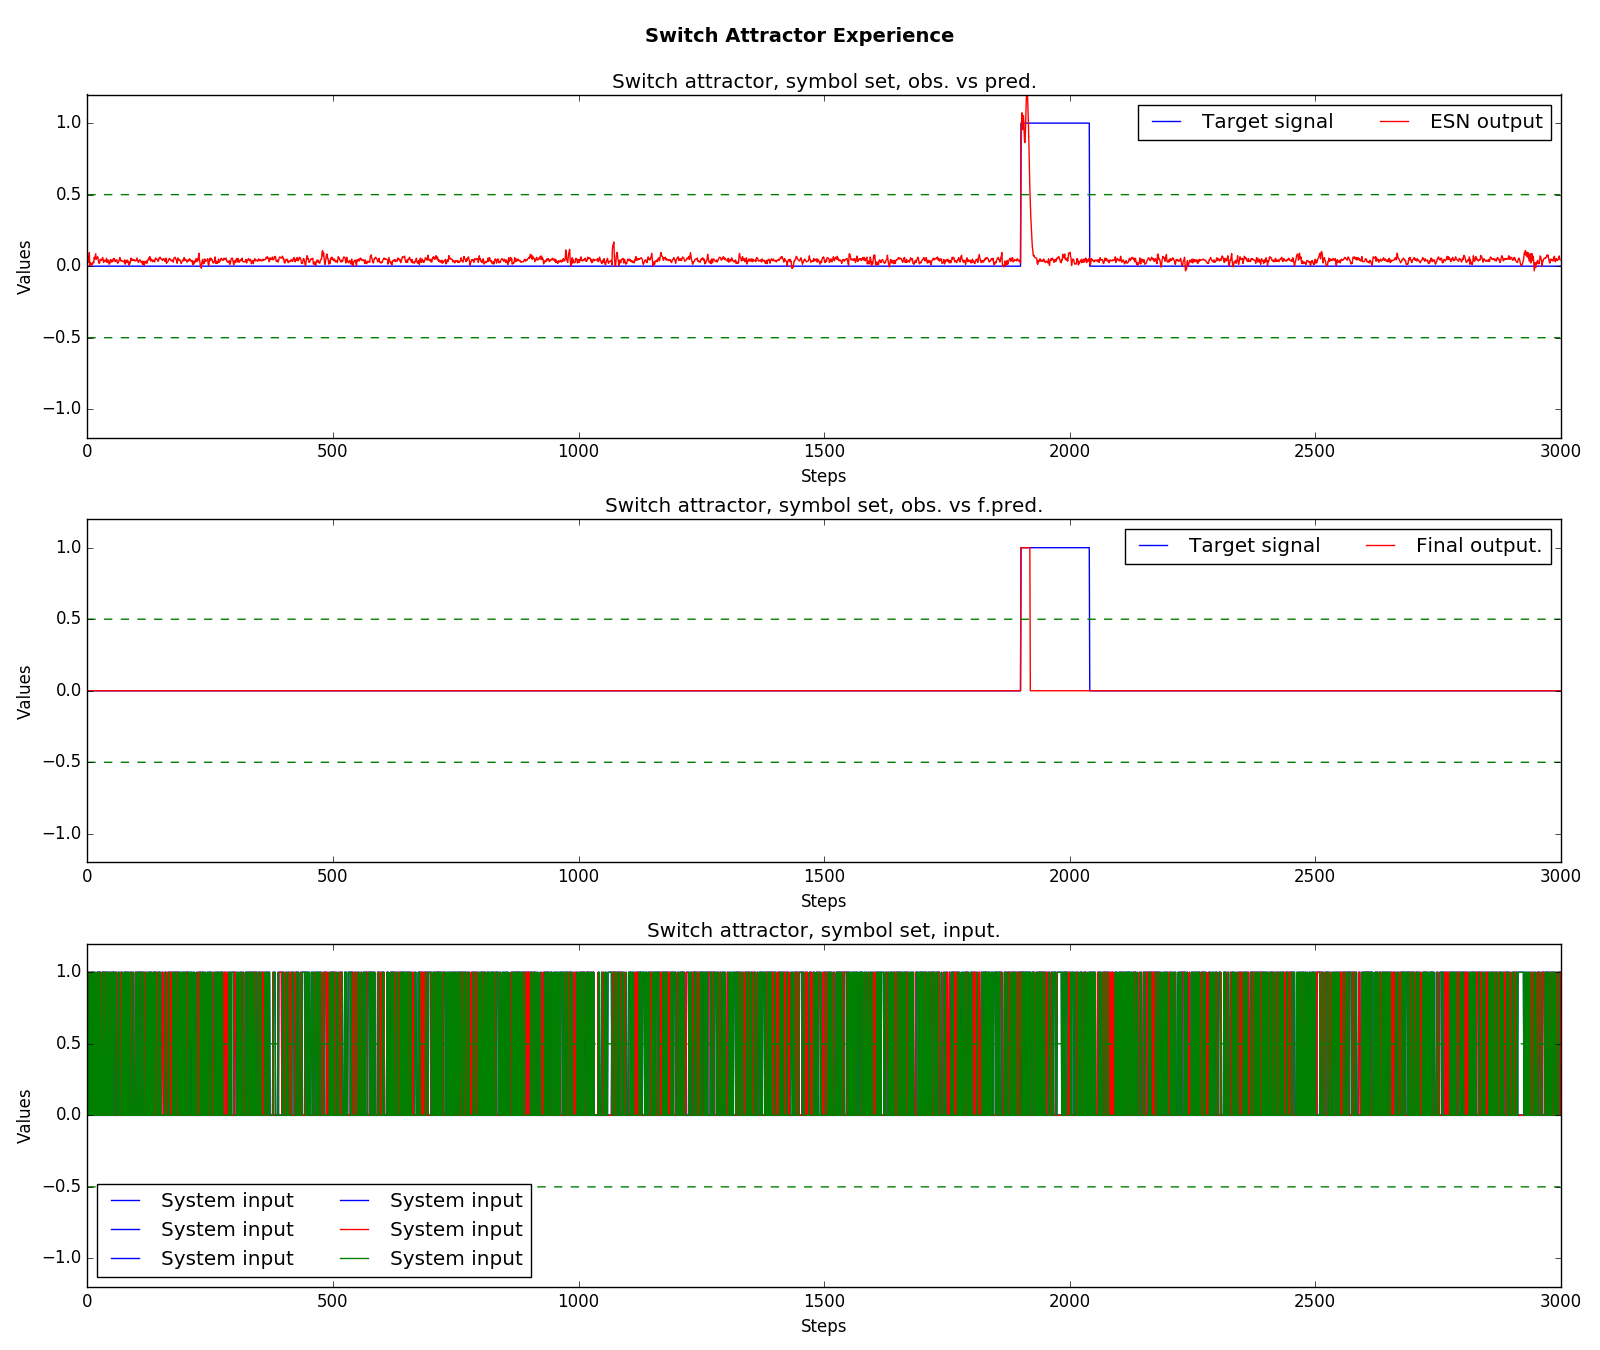 Switch Attractor Experience
Switch attractor, symbol set, obs. vs pred.
Target signal ESN output
Values
1.0
0.5
0.0
−0.5
−1.0
0 500 1000 1500 2000 2500 3000
Steps
Switch attractor, symbol set, obs. vs f.pred.
Target signal Final output.
Values
1.0
0.5
0.0
−0.5
−1.0
0 500 1000 1500 2000 2500 3000
Steps
Switch attractor, symbol set, input.
Values
1.0
0.5
0.0
−0.5
−1.0
System input System input
System input System input
System input System input
0 500 1000 1500 2000 2500 3000
Steps